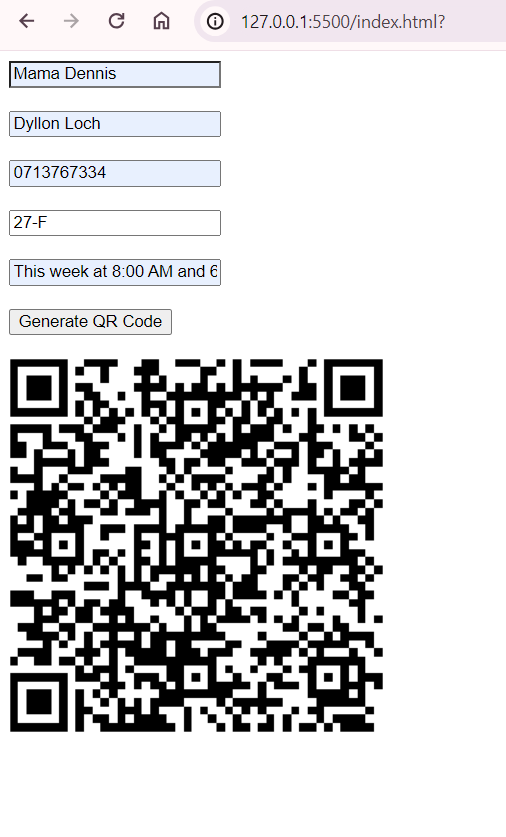 127.0.0.1:5500/index.html?
Mama Dennis
Dyllon Loch
0713767334
27-F
This week at 8:00 AM and 6
Generate QR Code